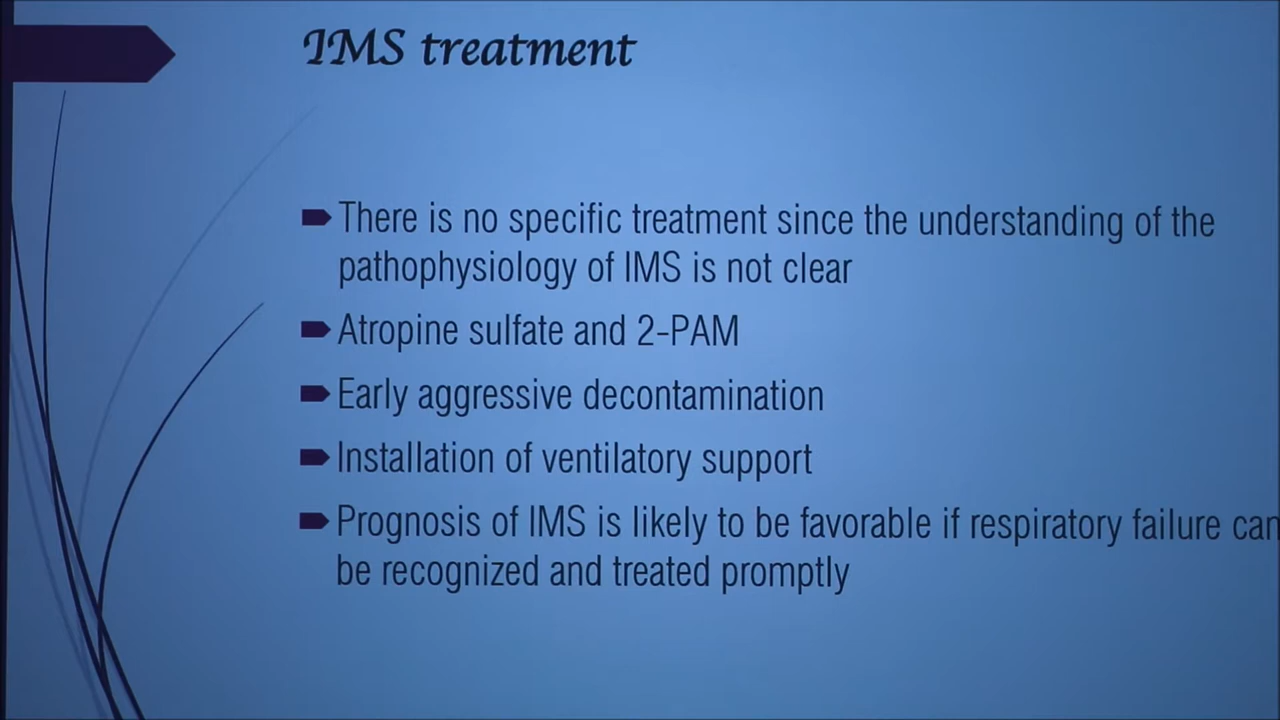 IMS treatment
There is no specific treatment since the understanding of the
pathophysiology of IMS is not clear
Atropine sulfate and 2-PAM
Early aggressive decontamination
Installation of ventilatory support
Prognosis of IMS is likely to be favorable if respiratory failure can
be recognized and treated promptly